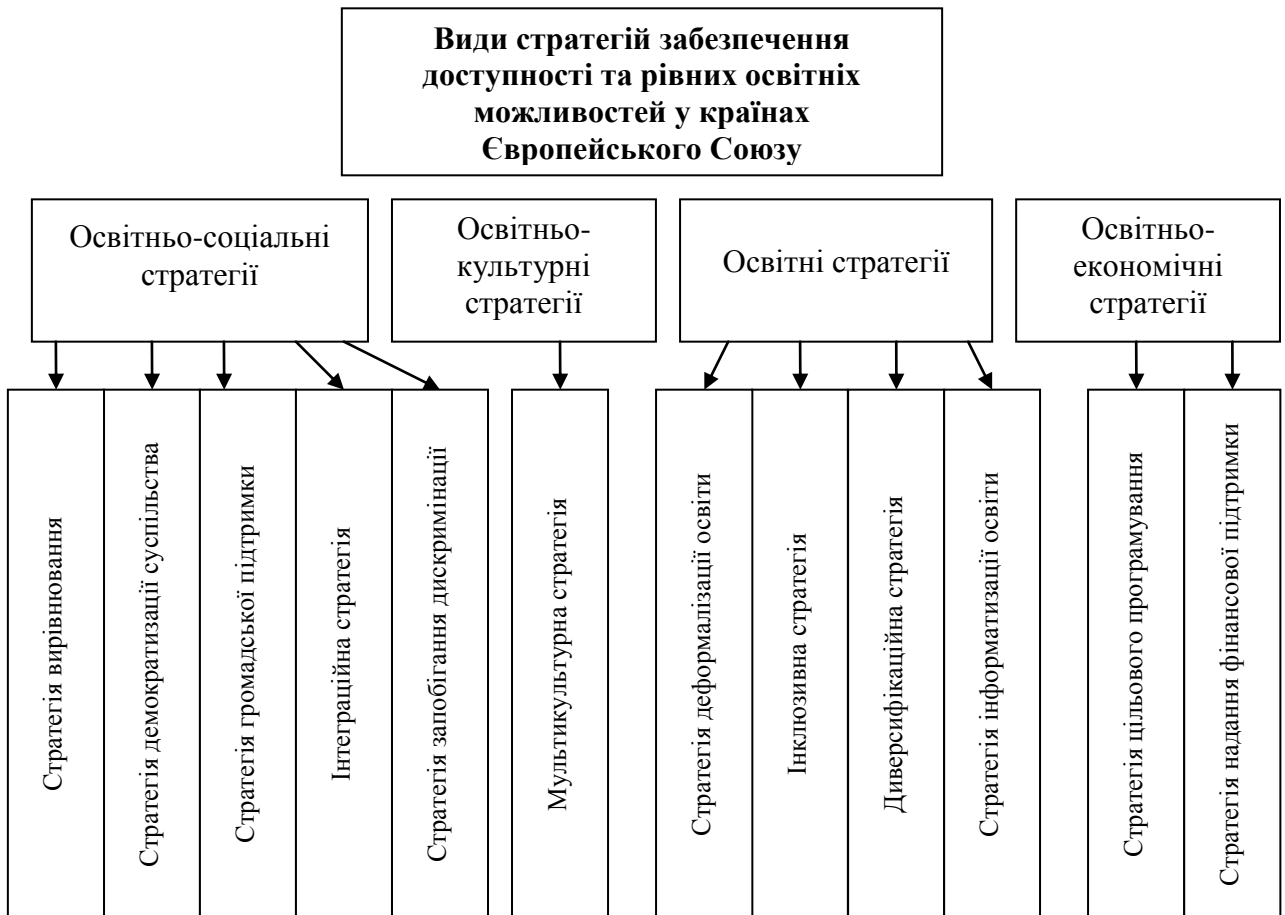 Види стратегій забезпечення
доступності та рівних освітніх
можливостей у країнах
Європейського Союзу
Освітньо-соціальні
стратегії
Освітньо-
культурні
стратегії
Освітні стратегії
Освітньо-
економічні
стратегії
Стратегія вирівнювання
Стратегія демократизації суспільства
Стратегія громадської підтримки
Інтеграційна стратегія
Стратегія запобігання дискримінації
Мультикультурна стратегія
Стратегія деформалізації освіти
Інклюзивна стратегія
Диверсифікаційна стратегія
Стратегія інформатизації освіти
Стратегія цільового програмування
Стратегія надання фінансової підтримки